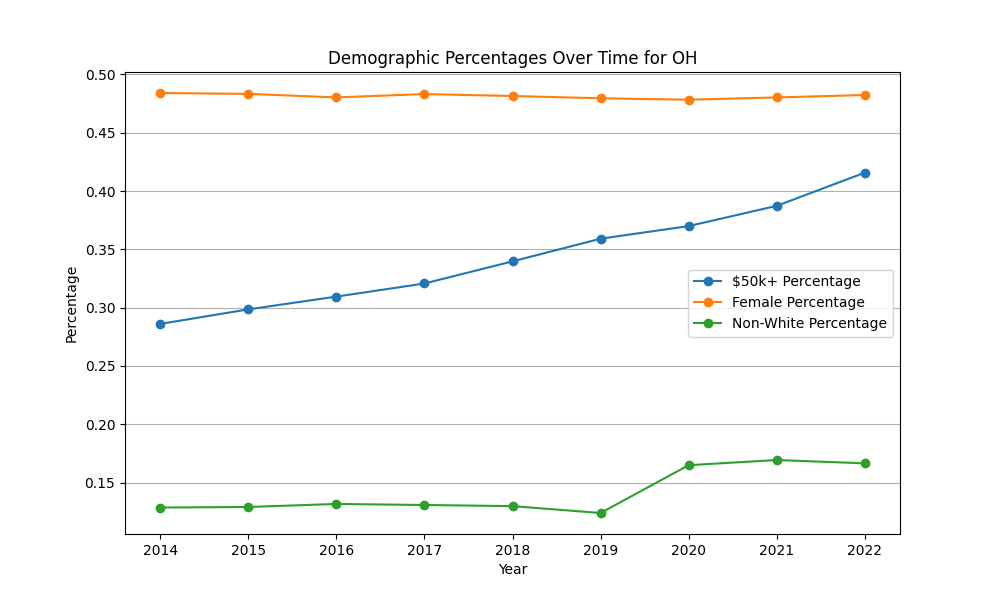 Demographic Percentages Over Time for OH
Percentage
0.50
0.45
0.40
0.35
0.30
0.25
0.20
0.15
$50k+ Percentage
Female Percentage
Non-White Percentage
2014 2015 2016 2017 2018 2019 2020 2021 2022
Year